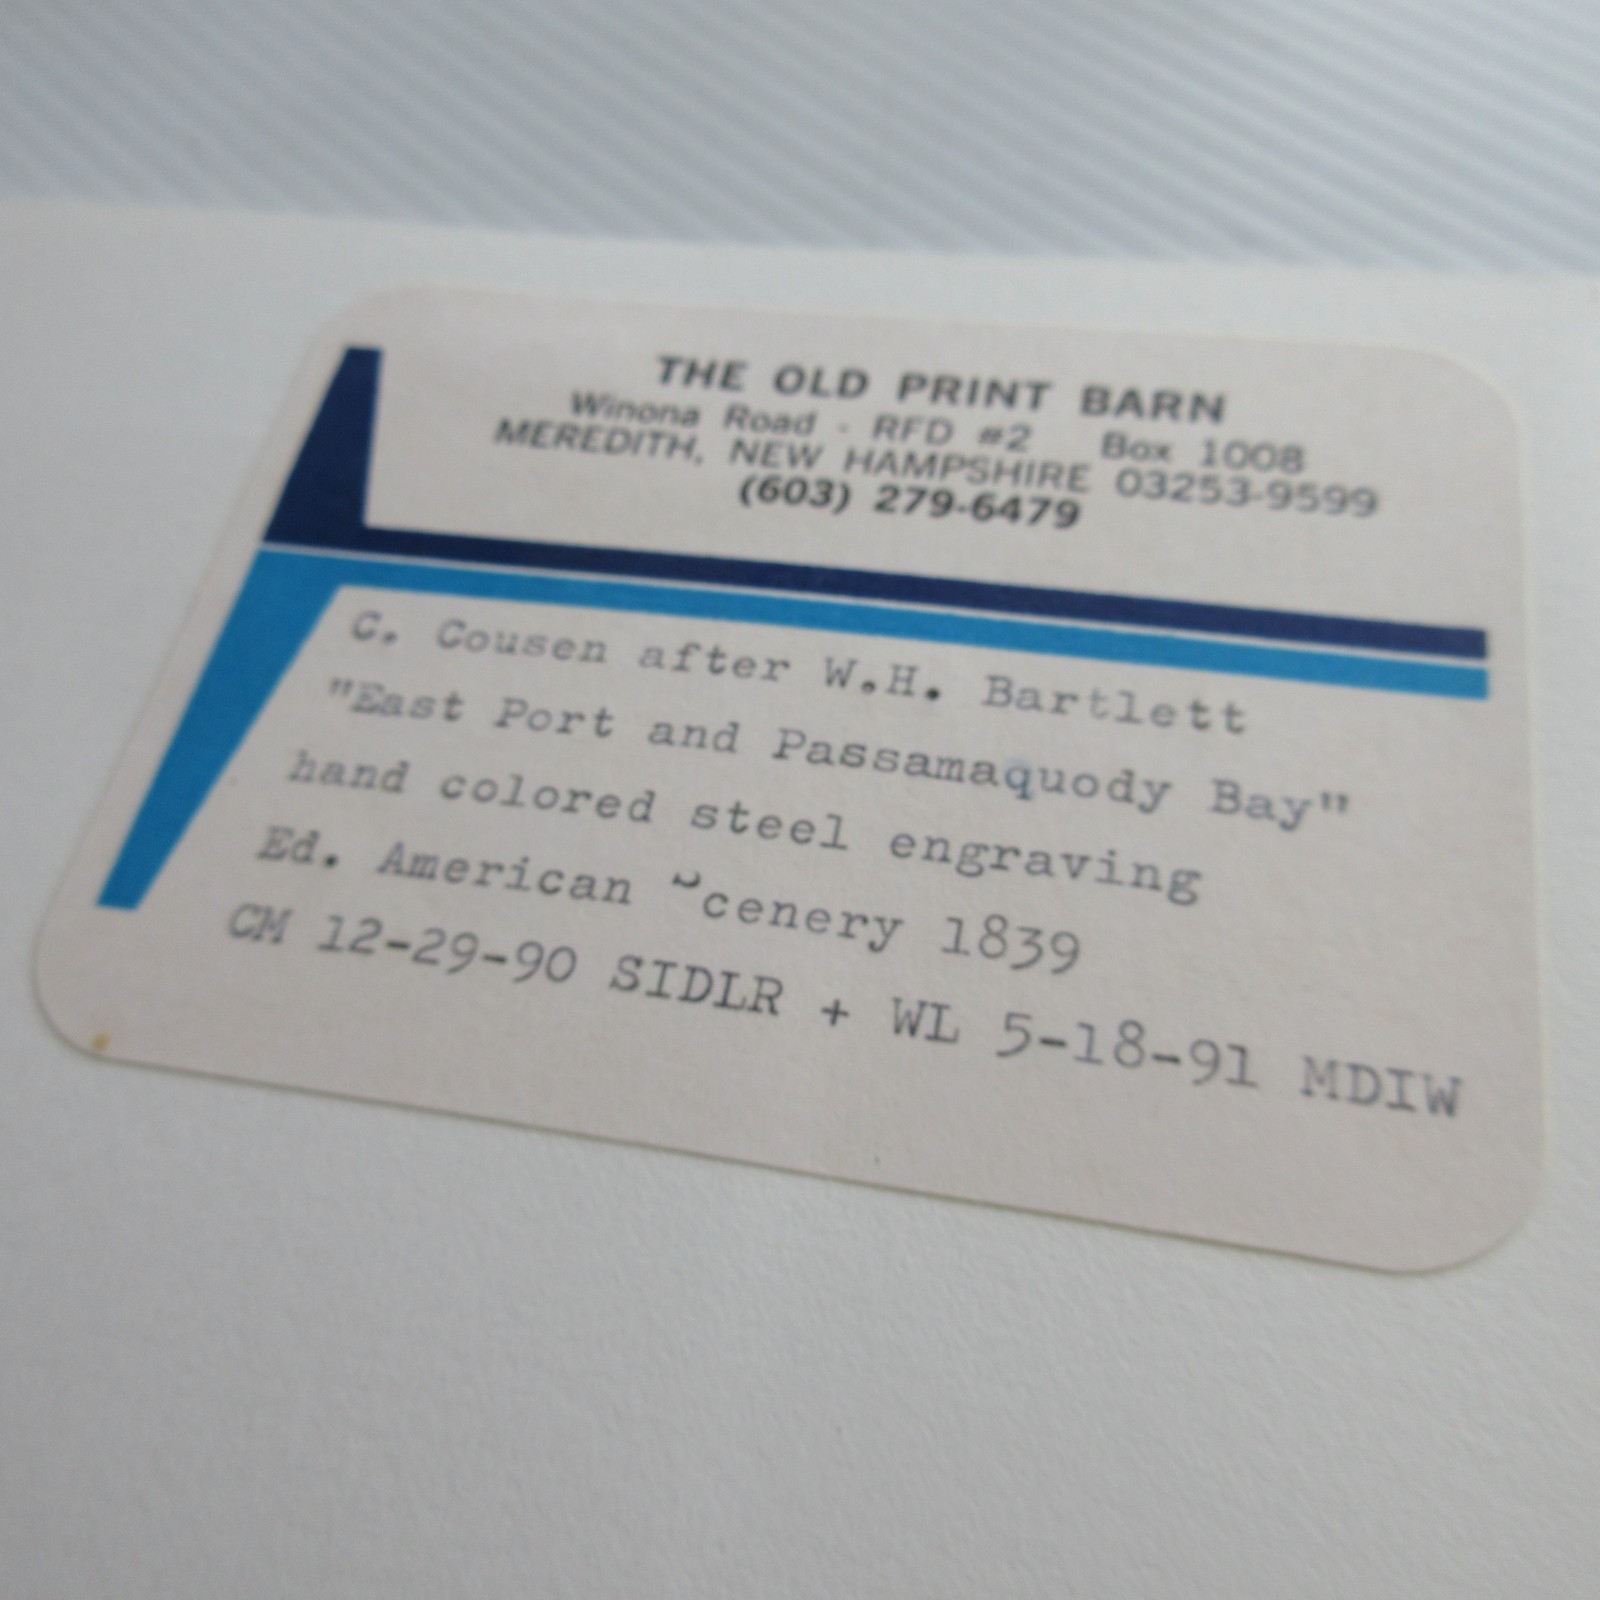 THE OLD PRINT BARN
Winona Road - RFD #2 Box 1008
MEREDITH, NEW HAMPSHIRE 03253-9599
(603) 279-6479
C. Cousen after W.H. Bartlett
"East Port and Passamaquody Bay"
hand colored steel engraving
Ed. American Scenery 1839
CM 12-29-90 SIDLR + WL 5-18-91 MDIW